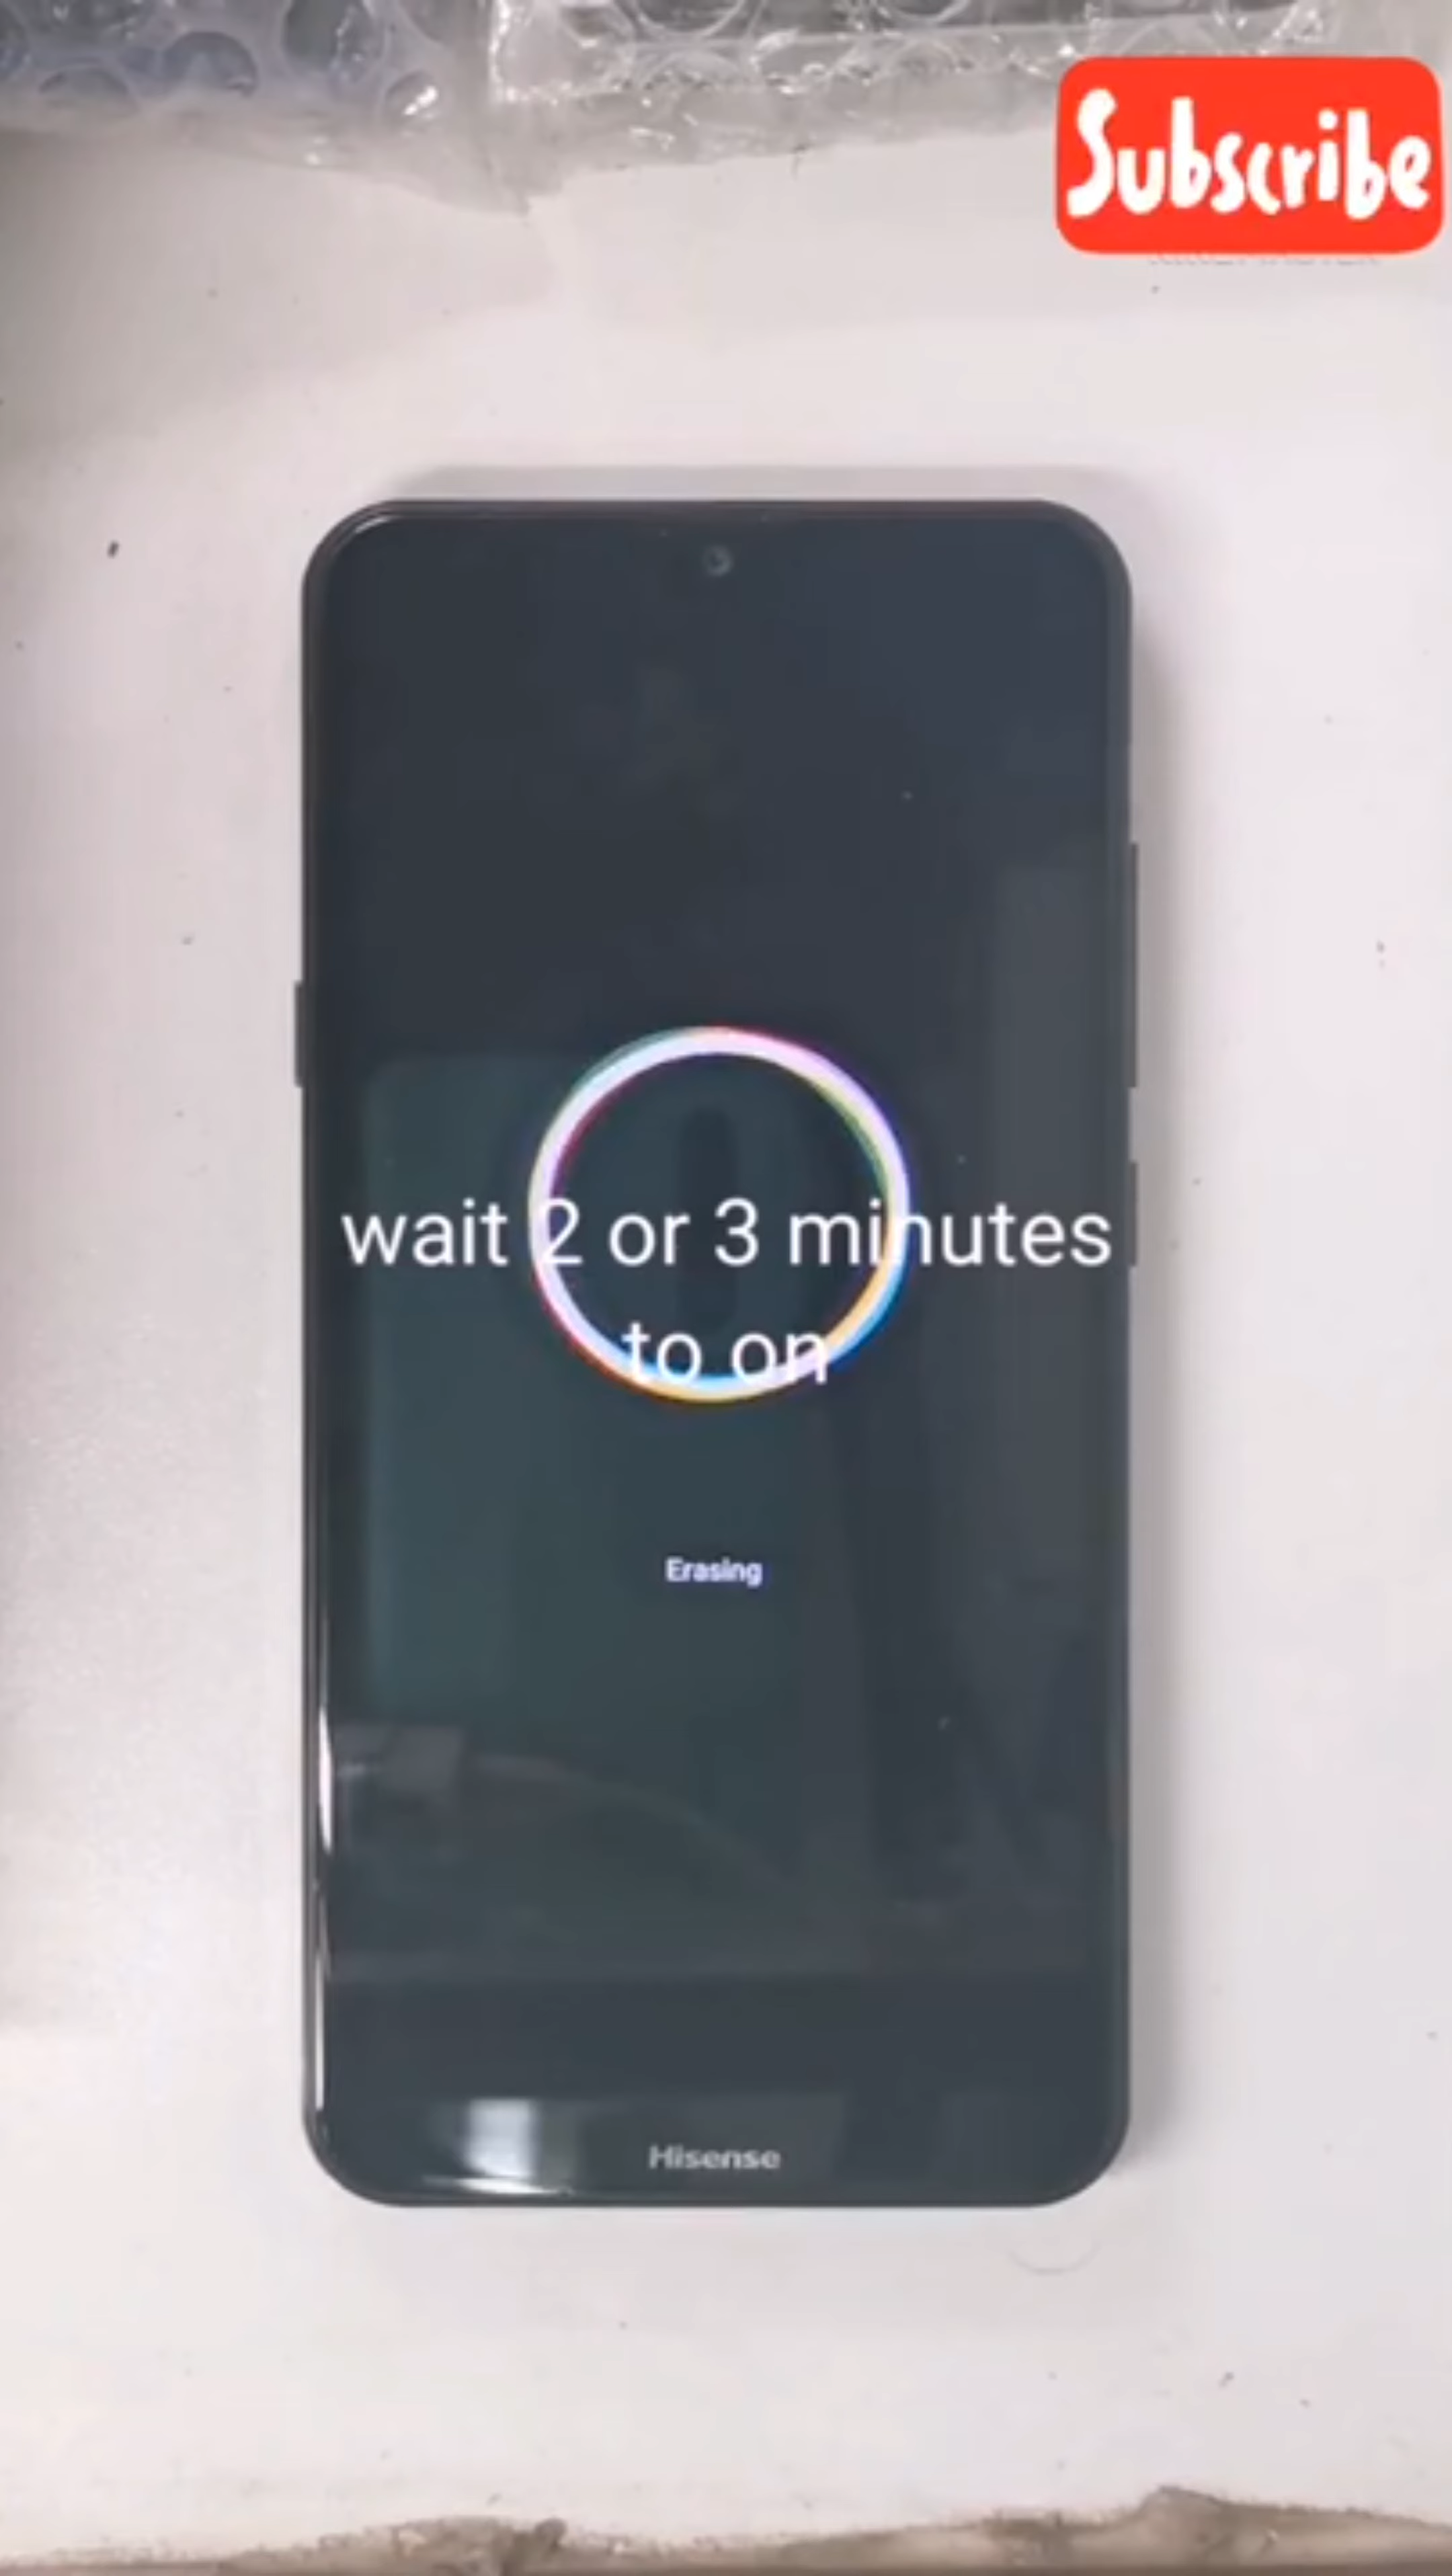 Subscribe
wait 2 or 3 minutes
to on
Erasing
Hisense